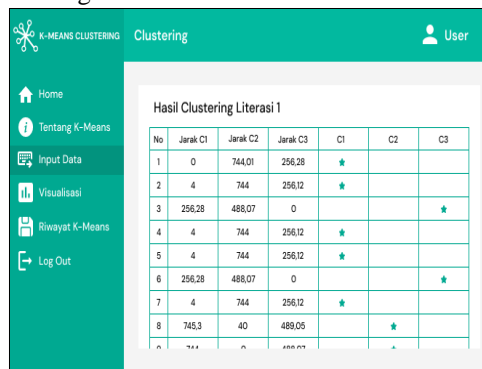 K-MEANS CLUSTERING
Clustering
User
Home
Tentang K-Means
Input Data
Visualisasi
Riwayat K-Means
Log Out
Hasil Clustering Literasi 1
No Jarak C1 Jarak C2 Jarak C3 C1 C2 C3
1 0 744,01 256,28 ★
2 4 744 256,12 ★
3 256,28 488,07 0 ★
4 4 744 256,12 ★
5 4 744 256,12 ★
6 256,28 488,07 0 ★
7 4 744 256,12 ★
8 745,3 40 489,05 ★